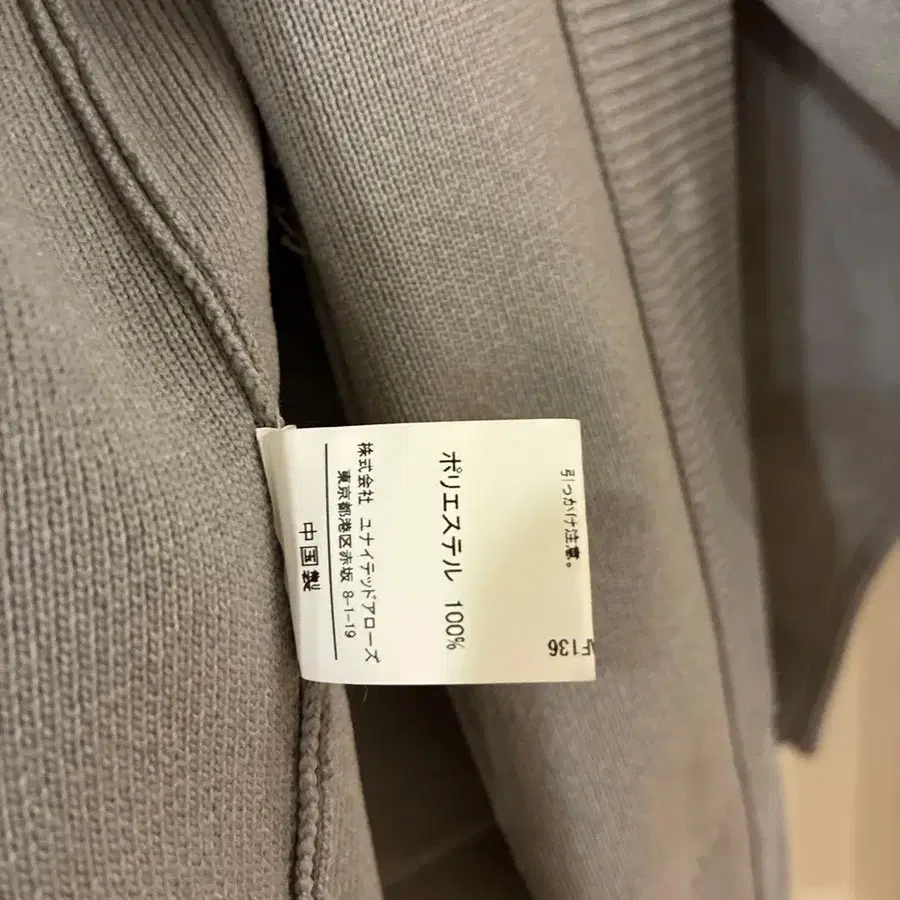 引っかけ注意。
ポリエステル 100%
株式会社 ユナイテッドアローズ
東京都港区赤坂 8-1-19
中国製
AF136